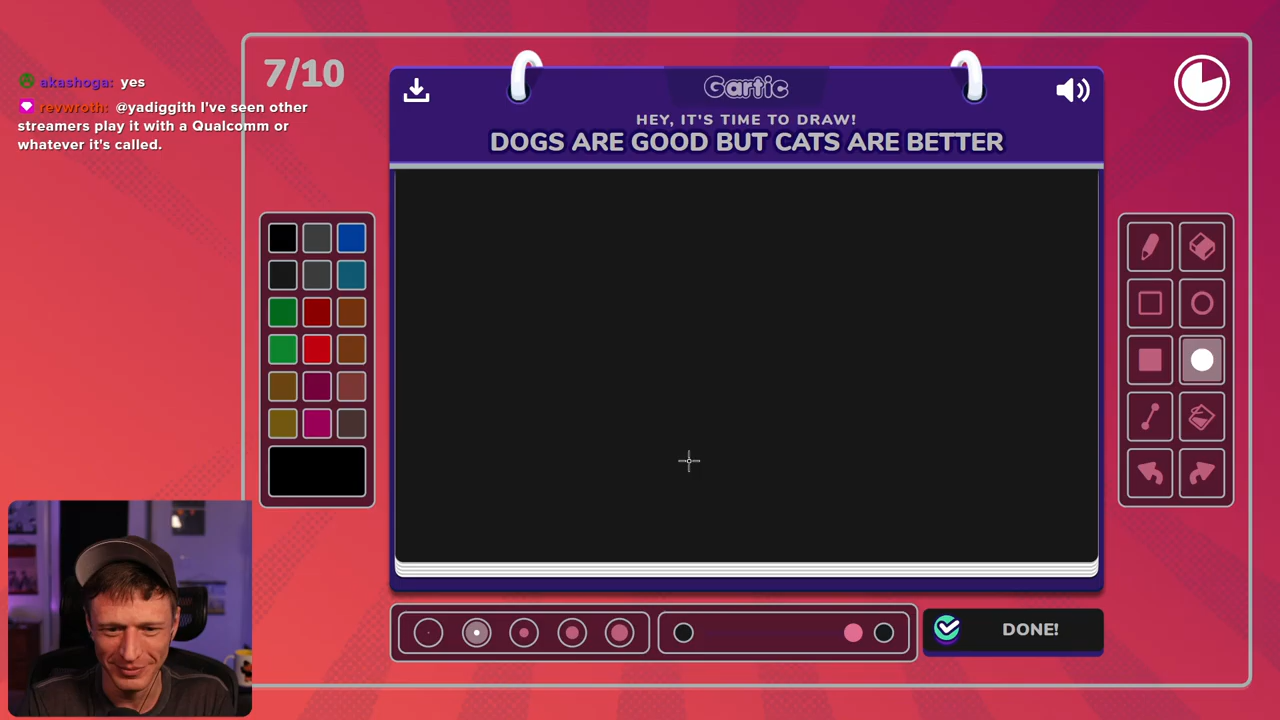 akashoga: yes
revwroth: @yadiggith I've seen other
streamers play it with a Qualcomm or
whatever it's called.
7/10
Gartic
HEY, IT'S TIME TO DRAW!
DOGS ARE GOOD BUT CATS ARE BETTER
DONE!